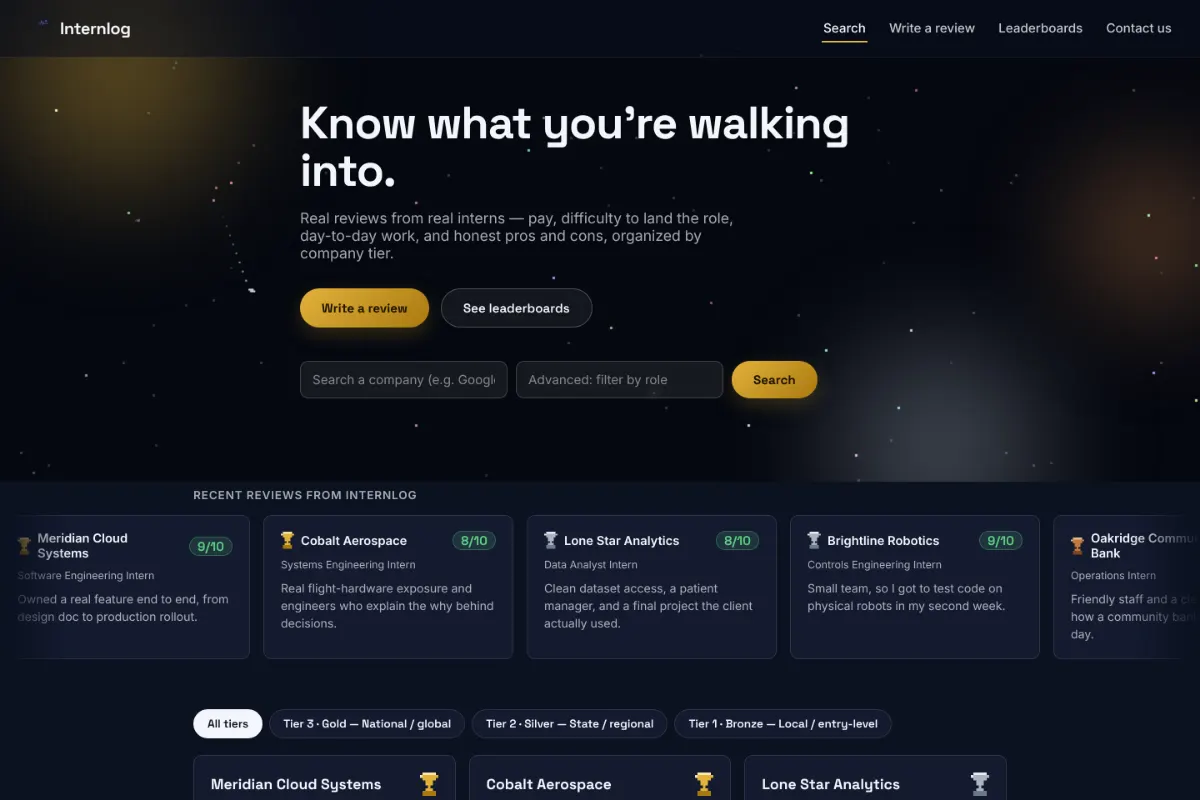 Internlog
Search
Write a review
Leaderboards
Contact us
Know what you’re walking
into.
Real reviews from real interns — pay, difficulty to land the role,
day-to-day work, and honest pros and cons, organized by
company tier.
Write a review
See leaderboards
Search a company (e.g. Googl
Advanced: filter by role
Search
RECENT REVIEWS FROM INTERNLOG
Meridian Cloud
Systems
9/10
Software Engineering Intern
Owned a real feature end to end, from
design doc to production rollout.
Cobalt Aerospace
8/10
Systems Engineering Intern
Real flight-hardware exposure and
engineers who explain the why behind
decisions.
Lone Star Analytics
8/10
Data Analyst Intern
Clean dataset access, a patient
manager, and a final project the client
actually used.
Brightline Robotics
9/10
Controls Engineering Intern
Small team, so I got to test code on
physical robots in my second week.
Oakridge Commu
Bank
Operations Intern
Friendly staff and a
how a community
day.
All tiers
Tier 3 · Gold — National / global
Tier 2 · Silver — State / regional
Tier 1 · Bronze — Local / entry-level
Meridian Cloud Systems
Cobalt Aerospace
Lone Star Analytics